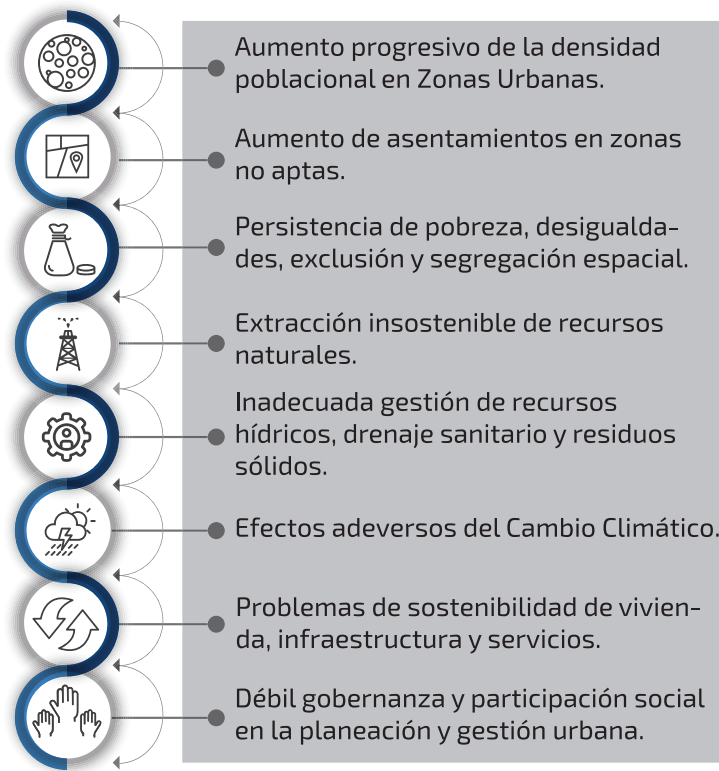 Aumento progresivo de la densidad
poblacional en Zonas Urbanas.
Aumento de asentamientos en zonas
no aptas.
Persistencia de pobreza, desigualda-
des, exclusión y segregación espacial.
Extracción insostenible de recursos
naturales.
Inadecuada gestión de recursos
hídricos, drenaje sanitario y residuos
sólidos.
Efectos adeversos del Cambio Climático.
Problemas de sostenibilidad de vivien-
da, infraestructura y servicios.
Débil gobernanza y participación social
en la planeación y gestión urbana.